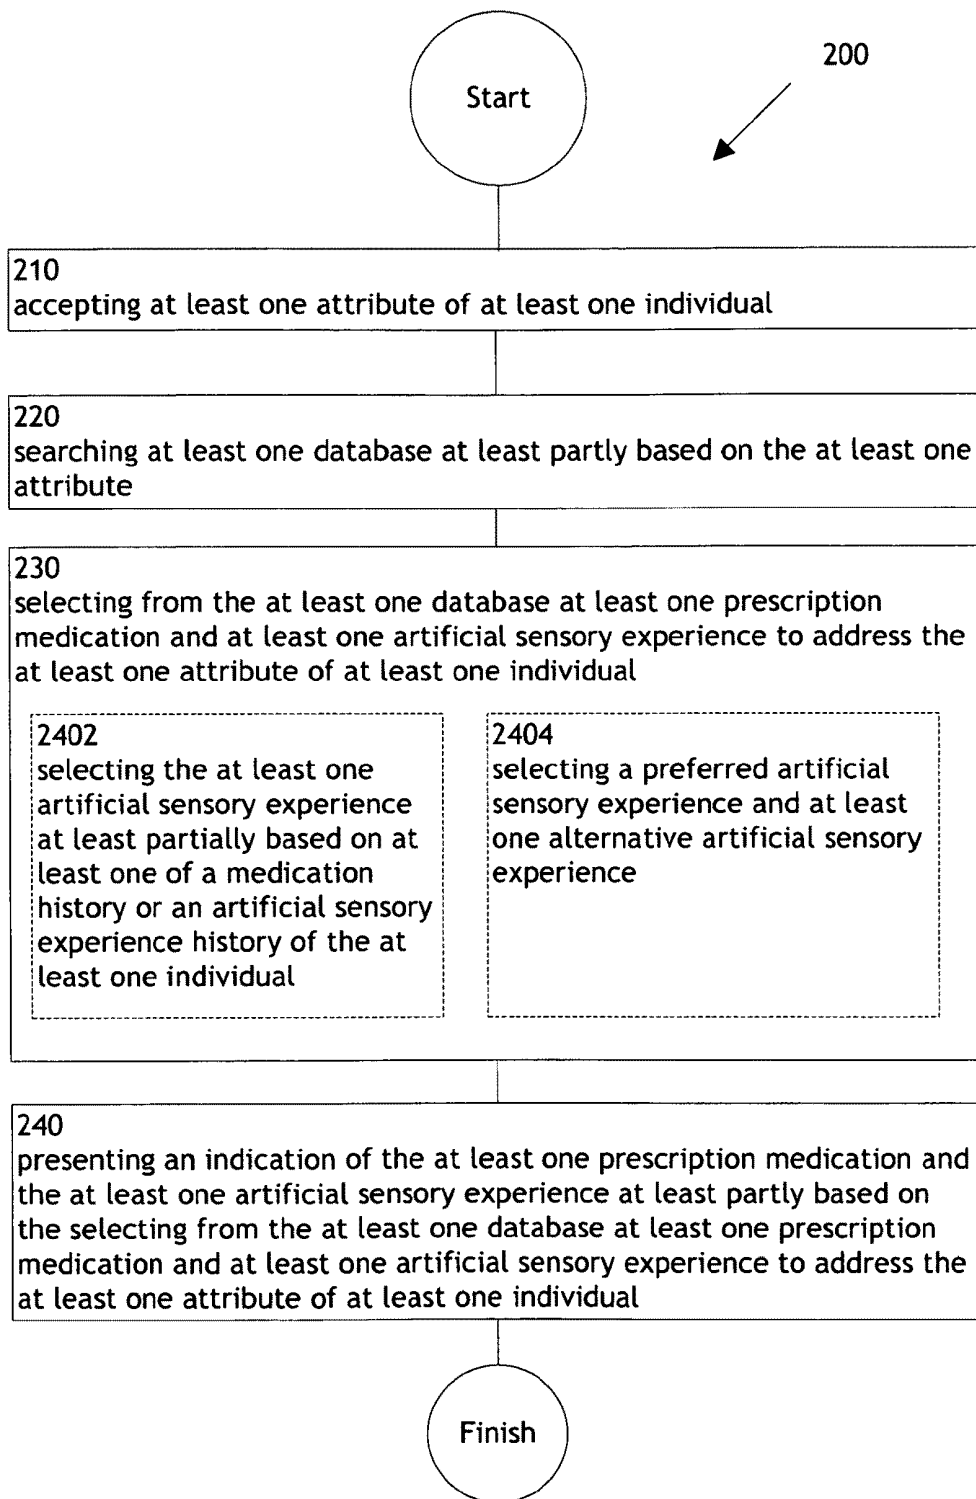 Start
200
210
accepting at least one attribute of at least one individual
220
searching at least one database at least partly based on the at least one
attribute
230
selecting from the at least one database at least one prescription
medication and at least one artificial sensory experience to address the
at least one attribute of at least one individual
2402
selecting the at least one
artificial sensory experience
at least partially based on at
least one of a medication
history or an artificial sensory
experience history of the at
least one individual
2404
selecting a preferred artificial
sensory experience and at least
one alternative artificial sensory
experience
240
presenting an indication of the at least one prescription medication and
the at least one artificial sensory experience at least partly based on
the selecting from the at least one database at least one prescription
medication and at least one artificial sensory experience to address the
at least one attribute of at least one individual
Finish